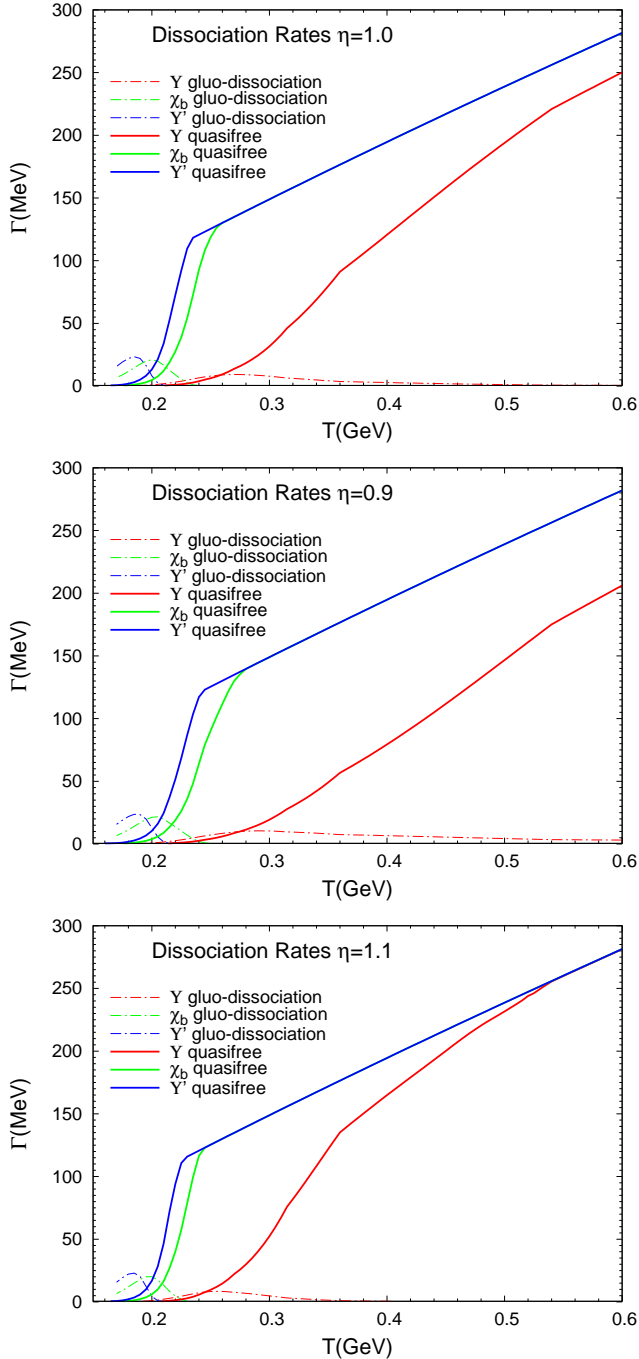 Dissociation Rates η=1.0
Υ gluo-dissociation
χb gluo-dissociation
Υ' gluo-dissociation
Υ quasifree
χb quasifree
Υ' quasifree
Γ(MeV)
300
250
200
150
100
50
0
0.2 0.3 0.4 0.5 0.6
T(GeV)
Dissociation Rates η=0.9
Υ gluo-dissociation
χb gluo-dissociation
Υ' gluo-dissociation
Υ quasifree
χb quasifree
Υ' quasifree
Γ(MeV)
300
250
200
150
100
50
0
0.2 0.3 0.4 0.5 0.6
T(GeV)
Dissociation Rates η=1.1
Υ gluo-dissociation
χb gluo-dissociation
Υ' gluo-dissociation
Υ quasifree
χb quasifree
Υ' quasifree
Γ(MeV)
300
250
200
150
100
50
0
0.2 0.3 0.4 0.5 0.6
T(GeV)